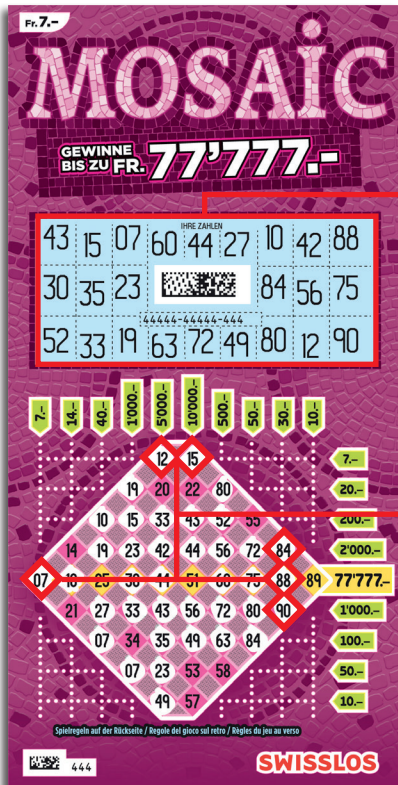 Fr. 7.–
MOSAIC
GEWINNE
BIS ZU FR. 77'777.–
IHRE ZAHLEN
43 15 07 60 44 27 10 42 88
30 35 23 84 56 75
44444-44444-444
52 33 19 63 72 49 80 12 90
7.– 14.– 40.– 1'000.– 5'000.– 10'000.– 500.– 50.– 30.– 10.–
12 15 7.–
19 20 22 80 20.–
10 15 33 43 52 55 200.–
14 19 23 42 44 56 72 84 2'000.–
07 25 44 51 75 88 89 77'777.–
21 27 33 43 56 72 80 90 1'000.–
07 34 35 49 63 84 100.–
07 23 53 58 50.–
49 57 10.–
Spielregeln auf der Rückseite / Regole del gioco sul retro / Règles du jeu au verso
444
SWISSLOS